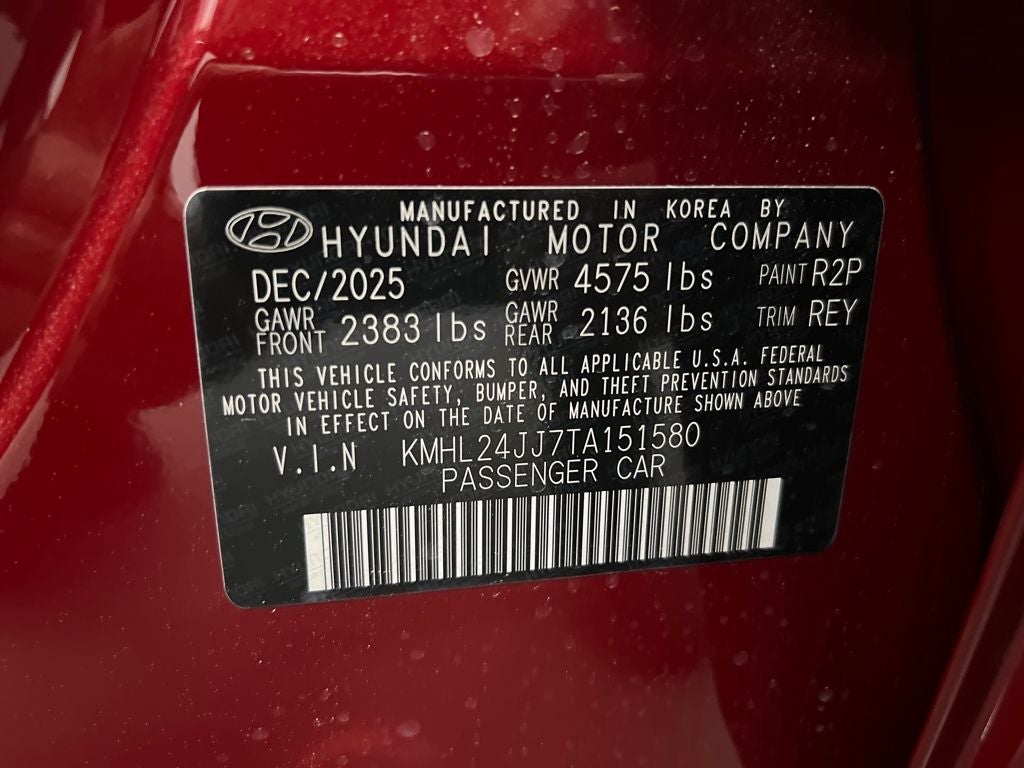 MANUFACTURED IN KOREA BY
HYUNDAI MOTOR COMPANY
DEC/2025 GVWR 4575 lbs PAINT R2P
GAWR FRONT 2383 lbs GAWR REAR 2136 lbs TRIM REY
THIS VEHICLE CONFORMS TO ALL APPLICABLE U.S.A. FEDERAL
MOTOR VEHICLE SAFETY, BUMPER, AND THEFT PREVENTION STANDARDS
IN EFFECT ON THE DATE OF MANUFACTURE SHOWN ABOVE
V.I.N KMHL24JJ7TA151580
PASSENGER CAR